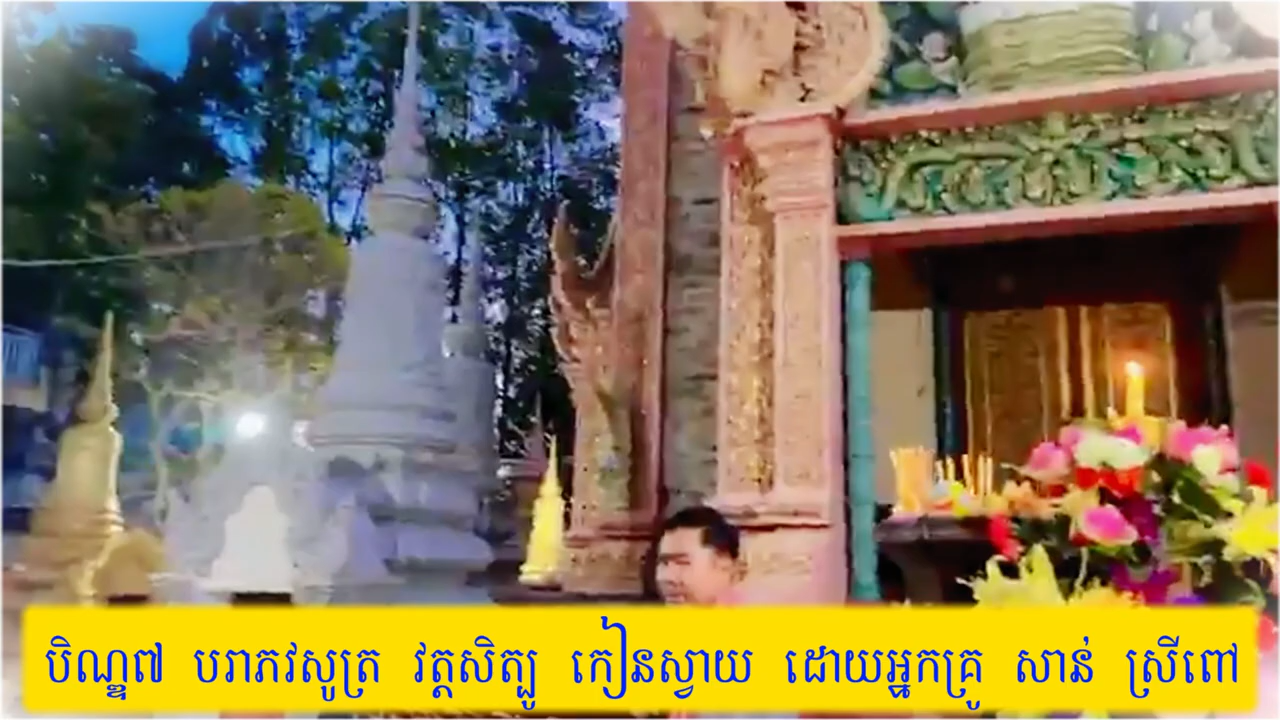 បិណ្ឌ៧ បរាភវសូត្រ វត្តសិត្បូ កៀនស្វាយ ដោយអ្នកគ្រូ សាន់ ស្រីពៅ